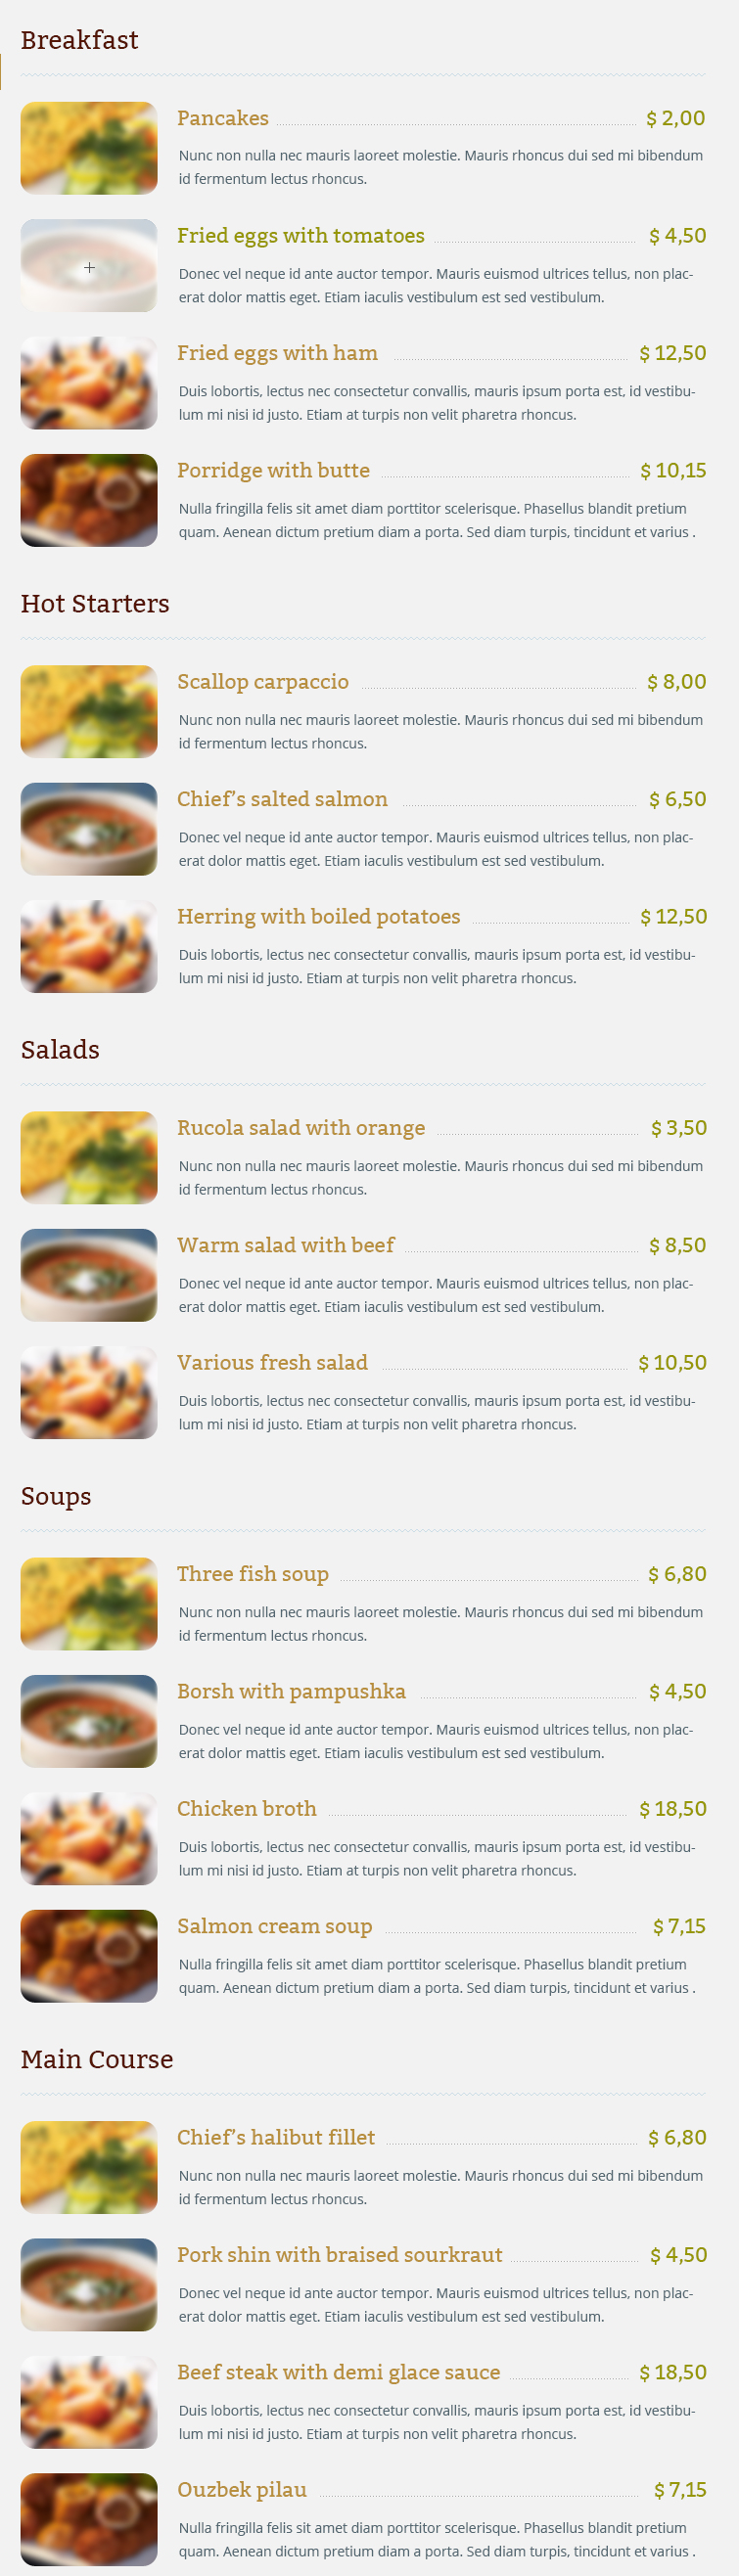 Breakfast
Pancakes $ 2,00
Nunc non nulla nec mauris laoreet molestie. Mauris rhoncus dui sed mi bibendum
id fermentum lectus rhoncus.
Fried eggs with tomatoes $ 4,50
Donec vel neque id ante auctor tempor. Mauris euismod ultrices tellus, non plac-
erat dolor mattis eget. Etiam iaculis vestibulum est sed vestibulum.
Fried eggs with ham $ 12,50
Duis lobortis, lectus nec consectetur convallis, mauris ipsum porta est, id vestibu-
lum mi nisi id justo. Etiam at turpis non velit pharetra rhoncus.
Porridge with butte $ 10,15
Nulla fringilla felis sit amet diam porttitor scelerisque. Phasellus blandit pretium
quam. Aenean dictum pretium diam a porta. Sed diam turpis, tincidunt et varius .
Hot Starters
Scallop carpaccio $ 8,00
Nunc non nulla nec mauris laoreet molestie. Mauris rhoncus dui sed mi bibendum
id fermentum lectus rhoncus.
Chief’s salted salmon $ 6,50
Donec vel neque id ante auctor tempor. Mauris euismod ultrices tellus, non plac-
erat dolor mattis eget. Etiam iaculis vestibulum est sed vestibulum.
Herring with boiled potatoes $ 12,50
Duis lobortis, lectus nec consectetur convallis, mauris ipsum porta est, id vestibu-
lum mi nisi id justo. Etiam at turpis non velit pharetra rhoncus.
Salads
Rucola salad with orange $ 3,50
Nunc non nulla nec mauris laoreet molestie. Mauris rhoncus dui sed mi bibendum
id fermentum lectus rhoncus.
Warm salad with beef $ 8,50
Donec vel neque id ante auctor tempor. Mauris euismod ultrices tellus, non plac-
erat dolor mattis eget. Etiam iaculis vestibulum est sed vestibulum.
Various fresh salad $ 10,50
Duis lobortis, lectus nec consectetur convallis, mauris ipsum porta est, id vestibu-
lum mi nisi id justo. Etiam at turpis non velit pharetra rhoncus.
Soups
Three fish soup $ 6,80
Nunc non nulla nec mauris laoreet molestie. Mauris rhoncus dui sed mi bibendum
id fermentum lectus rhoncus.
Borsh with pampushka $ 4,50
Donec vel neque id ante auctor tempor. Mauris euismod ultrices tellus, non plac-
erat dolor mattis eget. Etiam iaculis vestibulum est sed vestibulum.
Chicken broth $ 18,50
Duis lobortis, lectus nec consectetur convallis, mauris ipsum porta est, id vestibu-
lum mi nisi id justo. Etiam at turpis non velit pharetra rhoncus.
Salmon cream soup $ 7,15
Nulla fringilla felis sit amet diam porttitor scelerisque. Phasellus blandit pretium
quam. Aenean dictum pretium diam a porta. Sed diam turpis, tincidunt et varius .
Main Course
Chief’s halibut fillet $ 6,80
Nunc non nulla nec mauris laoreet molestie. Mauris rhoncus dui sed mi bibendum
id fermentum lectus rhoncus.
Pork shin with braised sourkraut $ 4,50
Donec vel neque id ante auctor tempor. Mauris euismod ultrices tellus, non plac-
erat dolor mattis eget. Etiam iaculis vestibulum est sed vestibulum.
Beef steak with demi glace sauce $ 18,50
Duis lobortis, lectus nec consectetur convallis, mauris ipsum porta est, id vestibu-
lum mi nisi id justo. Etiam at turpis non velit pharetra rhoncus.
Ouzbek pilau $ 7,15
Nulla fringilla felis sit amet diam porttitor scelerisque. Phasellus blandit pretium
quam. Aenean dictum pretium diam a porta. Sed diam turpis, tincidunt et varius .